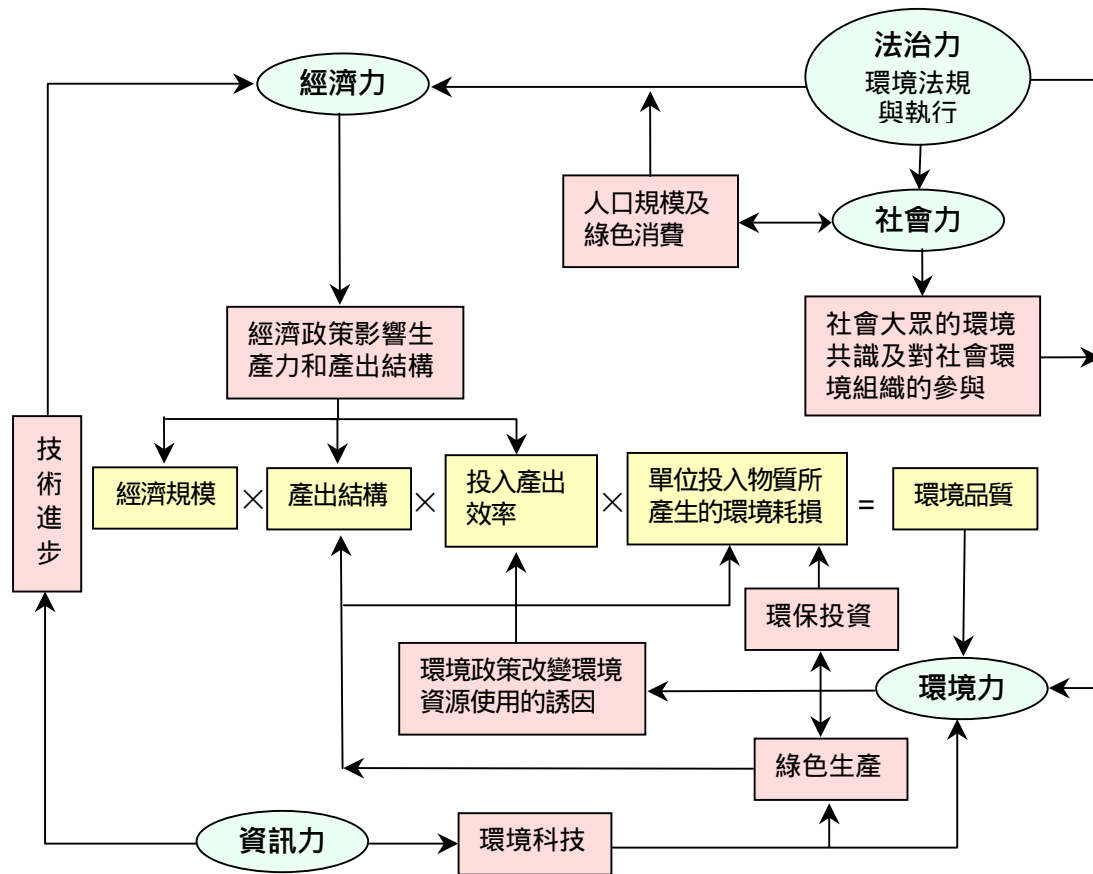 法治力
環境法規
與執行
經濟力
人口規模及
綠色消費
社會力
經濟政策影響生
產力和產出結構
社會大眾的環境
共識及對社會環
境組織的參與
技
術
進
步
經濟規模 × 產出結構 × 投入產出
效率 × 單位投入物質所
產生的環境耗損 = 環境品質
環保投資
環境政策改變環境
資源使用的誘因
環境力
綠色生產
資訊力
環境科技